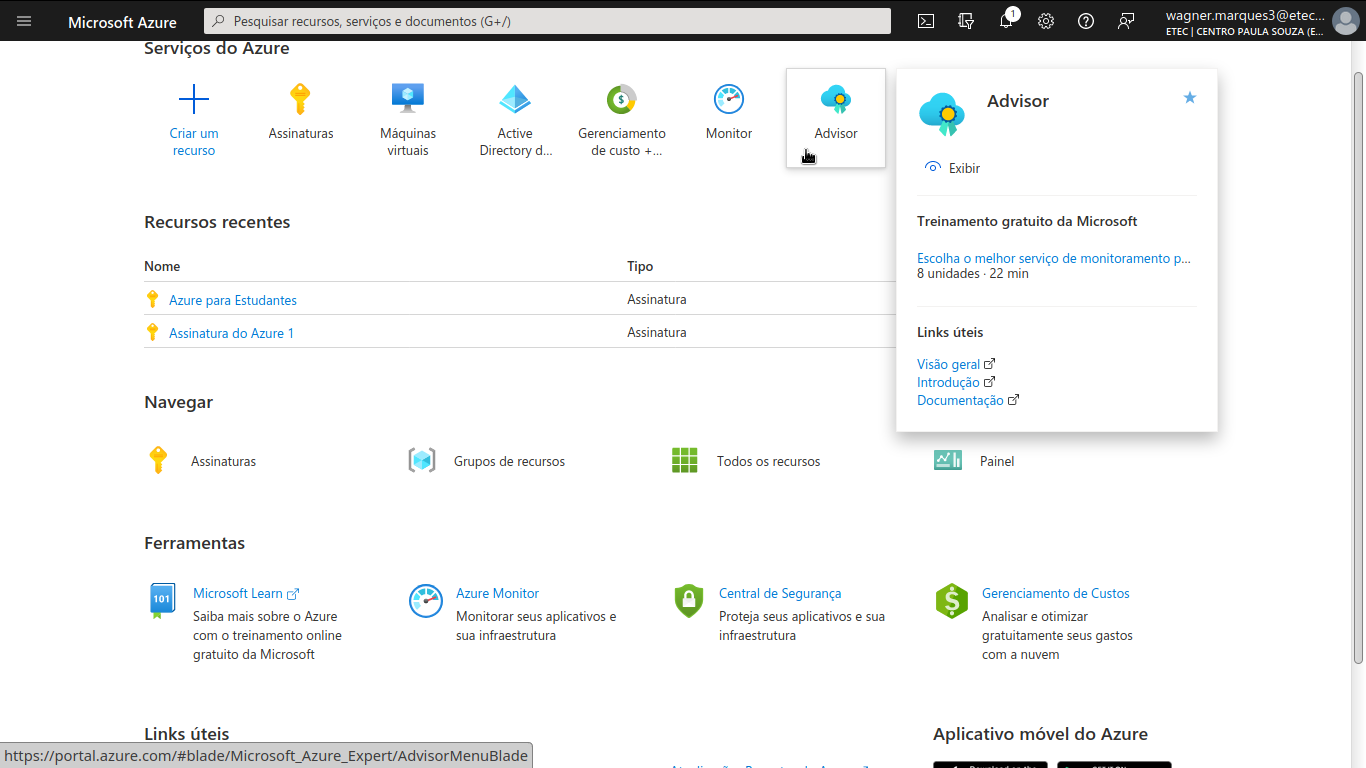 Microsoft Azure
Pesquisar recursos, serviços e documentos (G+/)
1
wagner.marques3@etec...
ETEC | CENTRO PAULA SOUZA (E...
Serviços do Azure
Criar um
recurso
Assinaturas
Máquinas
virtuais
Active
Directory d...
Gerenciamento
de custo +...
Monitor
Advisor
Advisor
Exibir
Treinamento gratuito da Microsoft
Escolha o melhor serviço de monitoramento p...
8 unidades · 22 min
Links úteis
Visão geral
Introdução
Documentação
Recursos recentes
Nome
Tipo
Azure para Estudantes
Assinatura
Assinatura do Azure 1
Assinatura
Navegar
Assinaturas
Grupos de recursos
Todos os recursos
Painel
Ferramentas
101
Microsoft Learn
Saiba mais sobre o Azure
com o treinamento online
gratuito da Microsoft
Azure Monitor
Monitorar seus aplicativos e
sua infraestrutura
Central de Segurança
Proteja seus aplicativos e sua
infraestrutura
Gerenciamento de Custos
Analisar e otimizar
gratuitamente seus gastos
com a nuvem
Links úteis
Aplicativo móvel do Azure
https://portal.azure.com/#blade/Microsoft_Azure_Expert/AdvisorMenuBlade